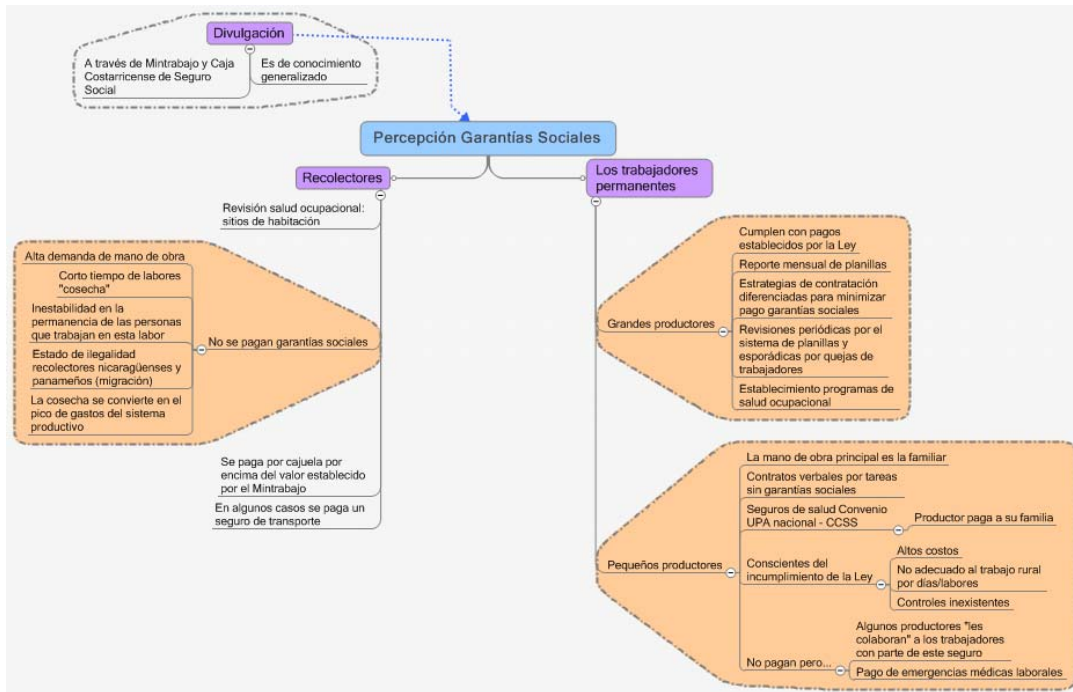 Divulgación
A través de Mintrabajo y Caja
Costarricense de Seguro
Social
Es de conocimiento
generalizado
Percepción Garantías Sociales
Recolectores
Revisión salud ocupacional:
sitios de habitación
Alta demanda de mano de obra
Corto tiempo de labores
"cosecha"
Inestabilidad en la
permanencia de las personas
que trabajan en esta labor
Estado de ilegalidad
recolectores nicaragüenses y
panameños (migración)
La cosecha se convierte en el
pico de gastos del sistema
productivo
No se pagan garantías sociales
Se paga por cajuela por
encima del valor establecido
por el Mintrabajo
En algunos casos se paga un
seguro de transporte
Los trabajadores
permanentes
Grandes productores
Cumplen con pagos
establecidos por la Ley
Reporte mensual de planillas
Estrategias de contratación
diferenciadas para minimizar
pago garantías sociales
Revisiones periódicas por el
sistema de planillas y
esporádicas por quejas de
trabajadores
Establecimiento programas de
salud ocupacional
Pequeños productores
La mano de obra principal es la familiar
Contratos verbales por tareas
sin garantías sociales
Seguros de salud Convenio
UPA nacional - CCSS
Productor paga a su familia
Conscientes del
incumplimiento de la Ley
Altos costos
No adecuado al trabajo rural
por días/labores
Controles inexistentes
No pagan pero...
Algunos productores "les
colaboran" a los trabajadores
con parte de este seguro
Pago de emergencias médicas laborales